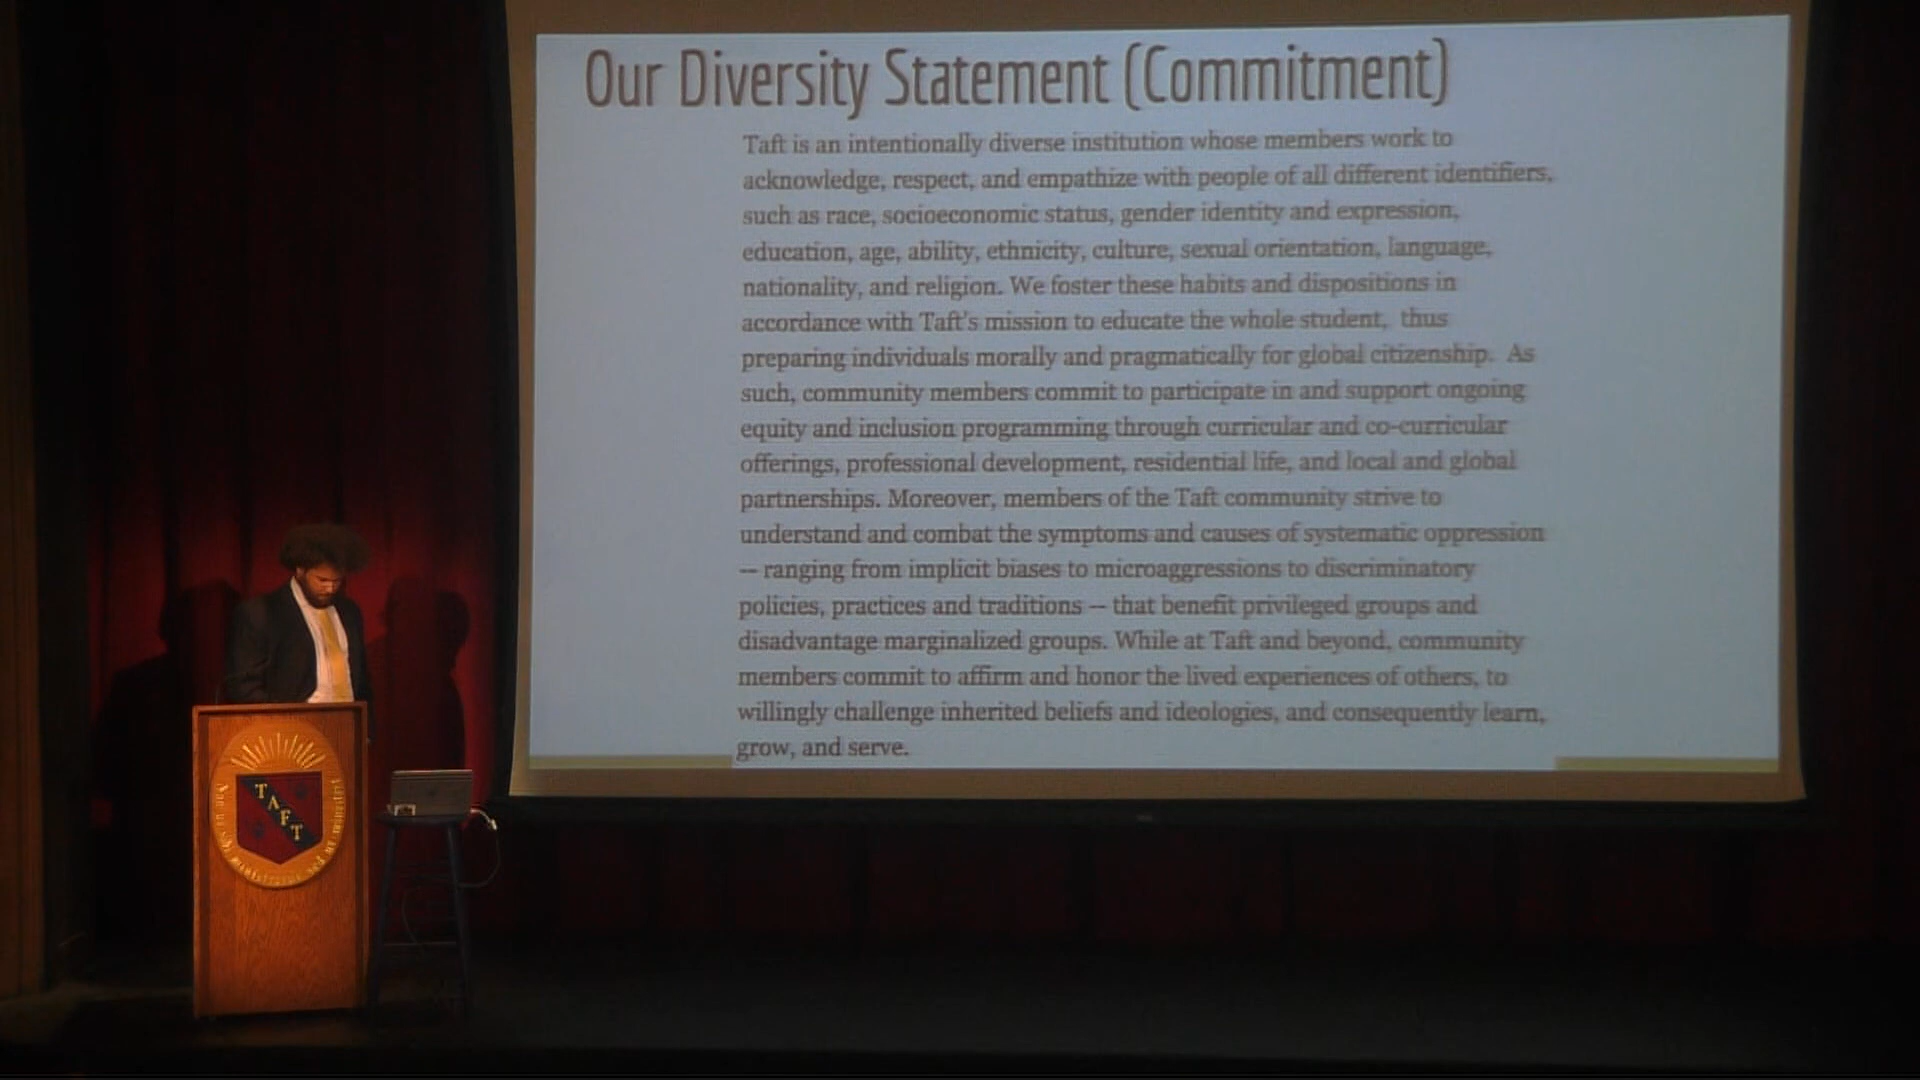 Our Diversity Statement (Commitment)
Taft is an intentionally diverse institution whose members work to
acknowledge, respect, and empathize with people of all different identifiers,
such as race, socioeconomic status, gender identity and expression,
education, age, ability, ethnicity, culture, sexual orientation, language,
nationality, and religion. We foster these habits and dispositions in
accordance with Taft's mission to educate the whole student, thus
preparing individuals morally and pragmatically for global citizenship. As
such, community members commit to participate in and support ongoing
equity and inclusion programming through curricular and co-curricular
offerings, professional development, residential life, and local and global
partnerships. Moreover, members of the Taft community strive to
understand and combat the symptoms and causes of systematic oppression
— ranging from implicit biases to microaggressions to discriminatory
policies, practices and traditions — that benefit privileged groups and
disadvantage marginalized groups. While at Taft and beyond, community
members commit to affirm and honor the lived experiences of others, to
willingly challenge inherited beliefs and ideologies, and consequently learn,
grow, and serve.
TAFT